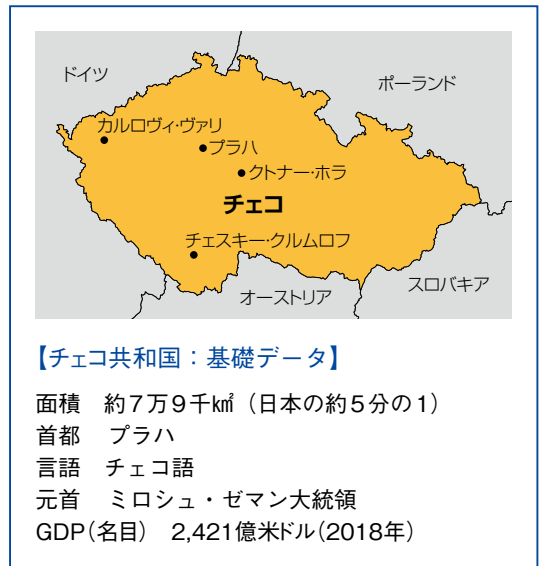 ドイツ
ポーランド
カルロヴィ・ヴァリ
プラハ
クトナー・ホラ
チェコ
チェスキー・クルムロフ
オーストリア
スロバキア
【チェコ共和国：基礎データ】
面積　約７万９千㎢（日本の約５分の１）
首都　プラハ
言語　チェコ語
元首　ミロシュ・ゼマン大統領
GDP（名目）　2,421億米ドル（2018年）